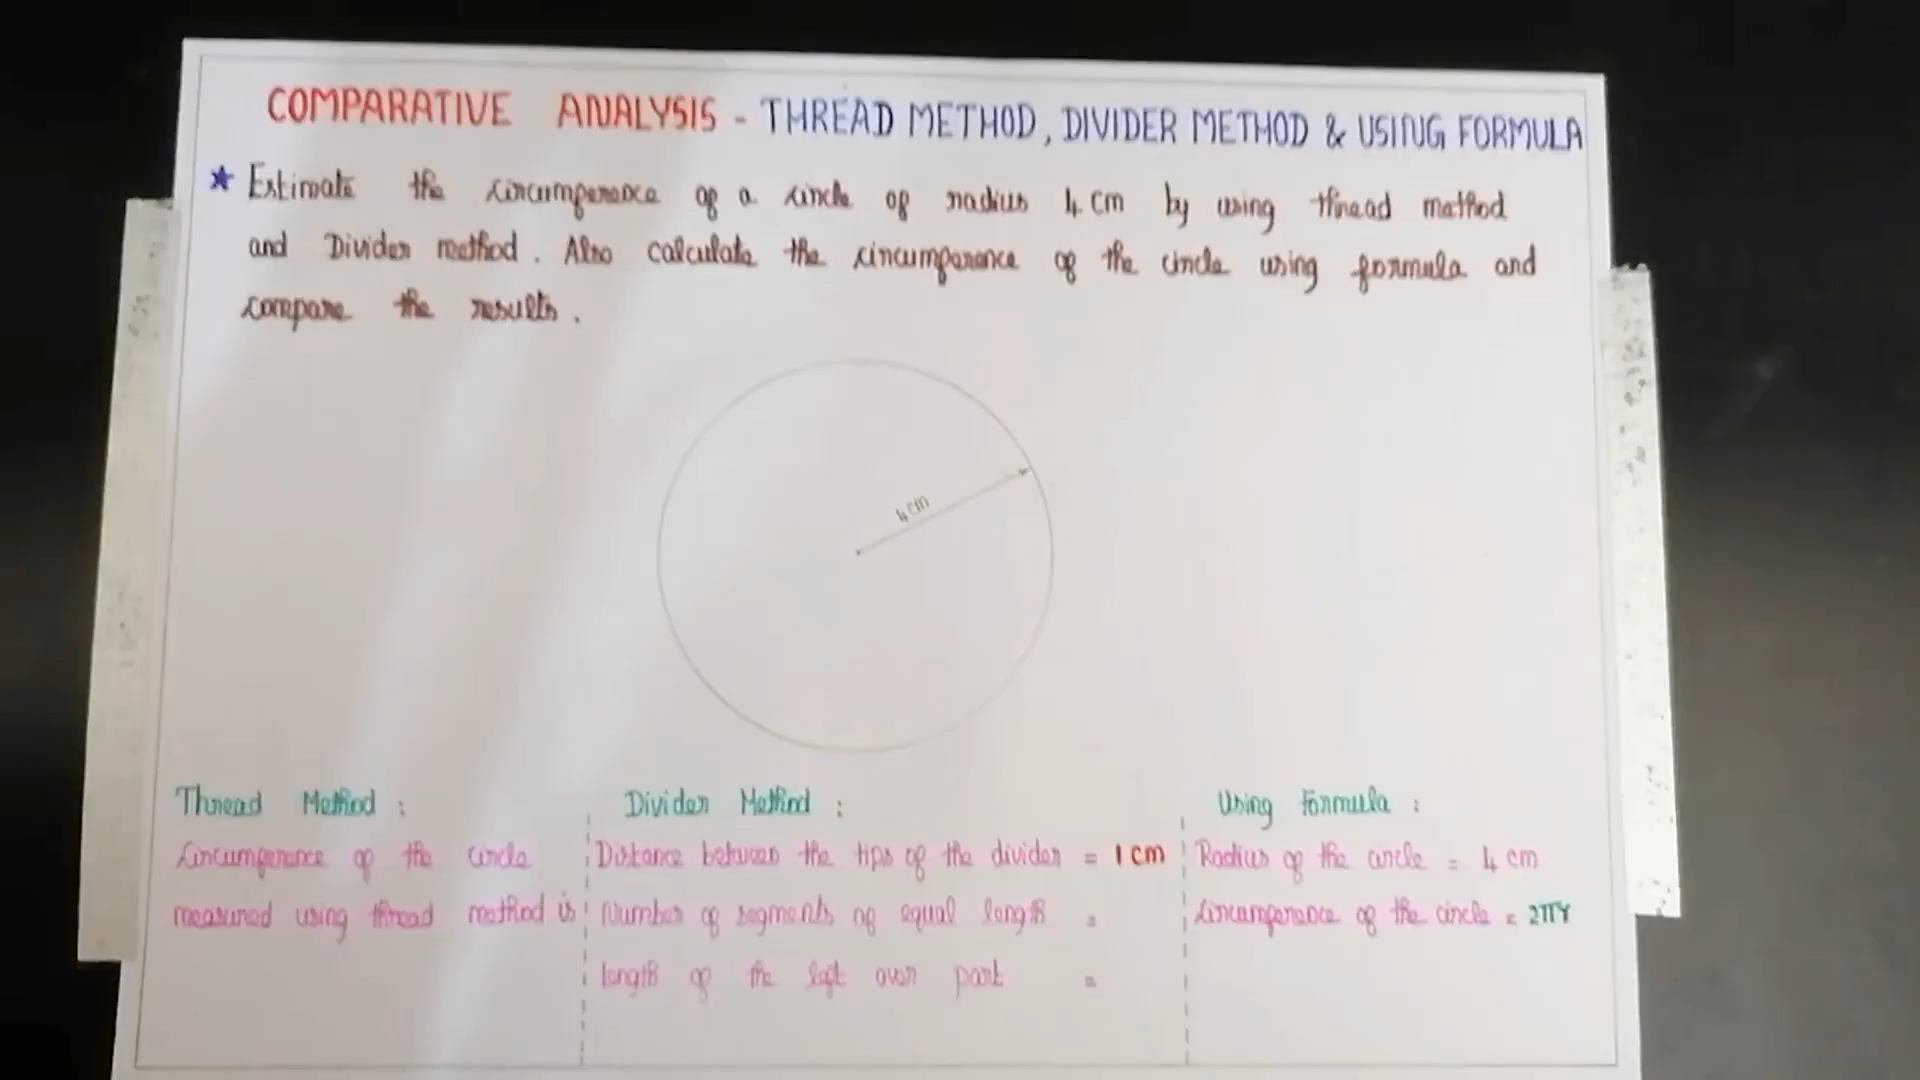 COMPARATIVE ANALYSIS - THREAD METHOD, DIVIDER METHOD & USING FORMULA
★ Estimate the circumference of a circle of radius 4 cm by using thread method
and Divider method. Also calculate the circumference of the circle using formula and
compare the results.
4 cm
Thread Method :
Circumference of the circle
measured using thread method is
Divider Method :
Distance between the tips of the divider = 1 cm
Number of segments of equal length =
length of the left over part =
Using Formula :
Radius of the circle = 4 cm
Circumference of the circle = 2πr